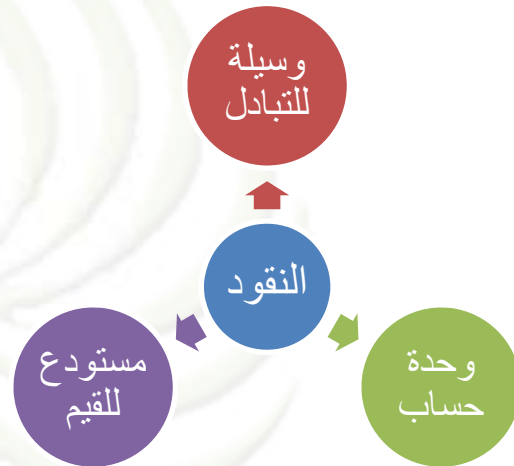 وسيلة
للتبادل
النقود
مستودع
للقيم
وحدة
حساب